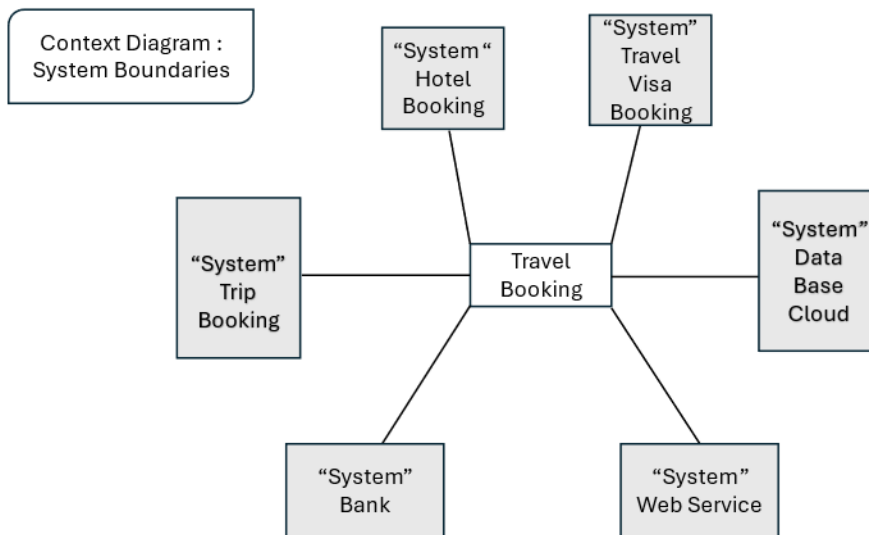 Context Diagram :
System Boundaries
“System“
Hotel
Booking
“System”
Travel
Visa
Booking
“System”
Trip
Booking
Travel
Booking
“System”
Data
Base
Cloud
“System”
Bank
“System”
Web Service